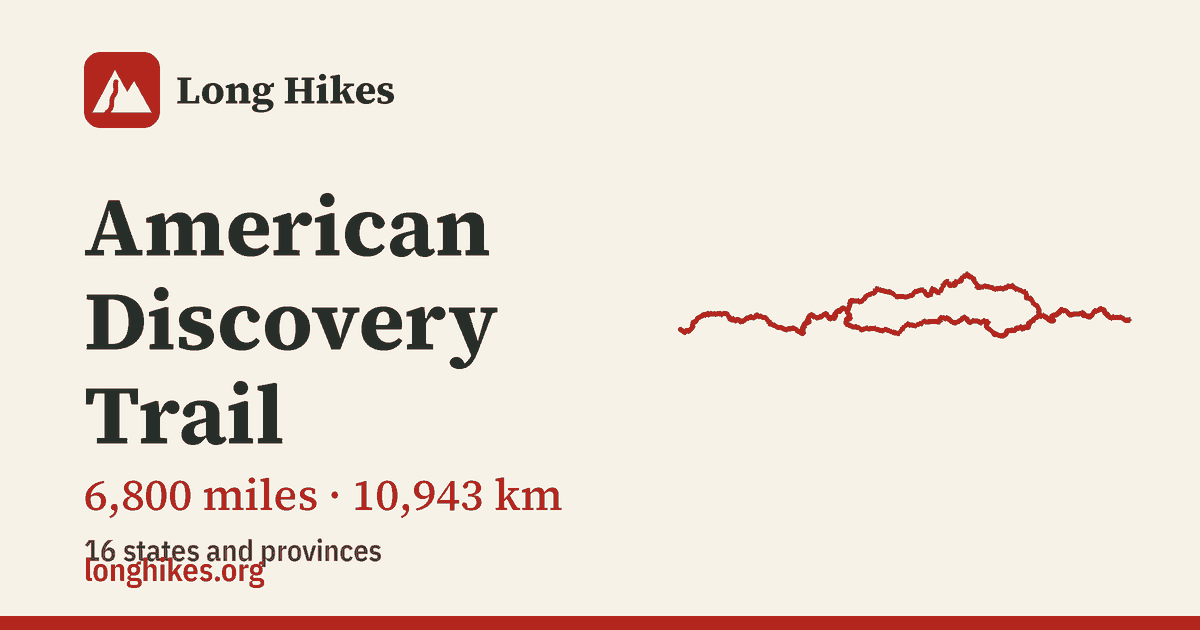 Long Hikes
American
Discovery
Trail
6,800 miles · 10,943 km
16 states and provinces
longhikes.org